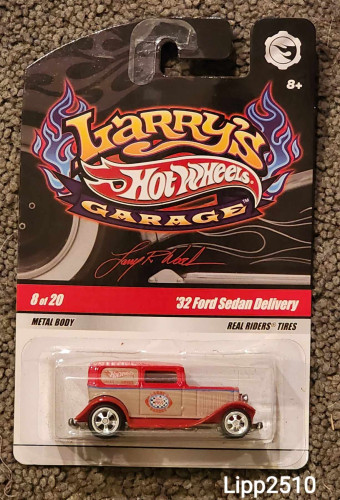 8+
Larry's
Hot Wheels
GARAGE
8 of 20
'32 Ford Sedan Delivery
METAL BODY
REAL RIDERS® TIRES
Lipp2510